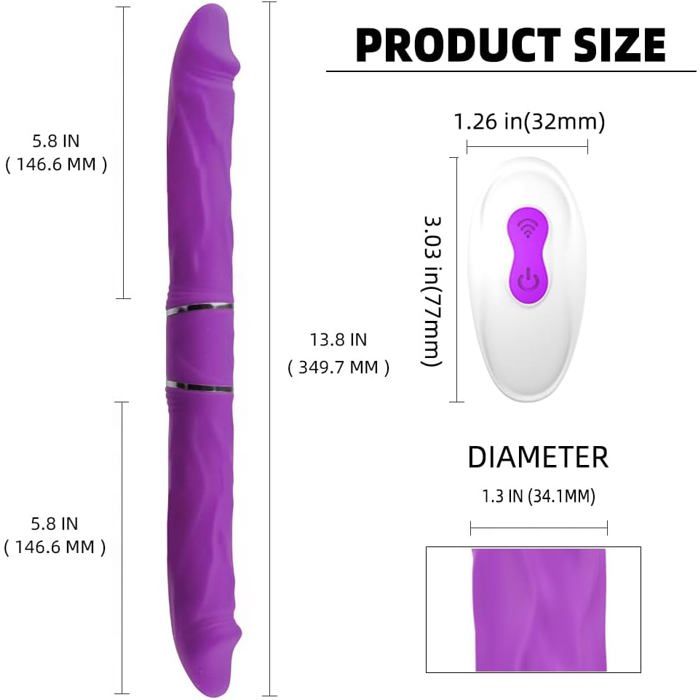 PRODUCT SIZE
5.8 IN
( 146.6 MM )
1.26 in(32mm)
3.03 in(77mm)
13.8 IN
( 349.7 MM )
DIAMETER
1.3 IN (34.1MM)
5.8 IN
( 146.6 MM )